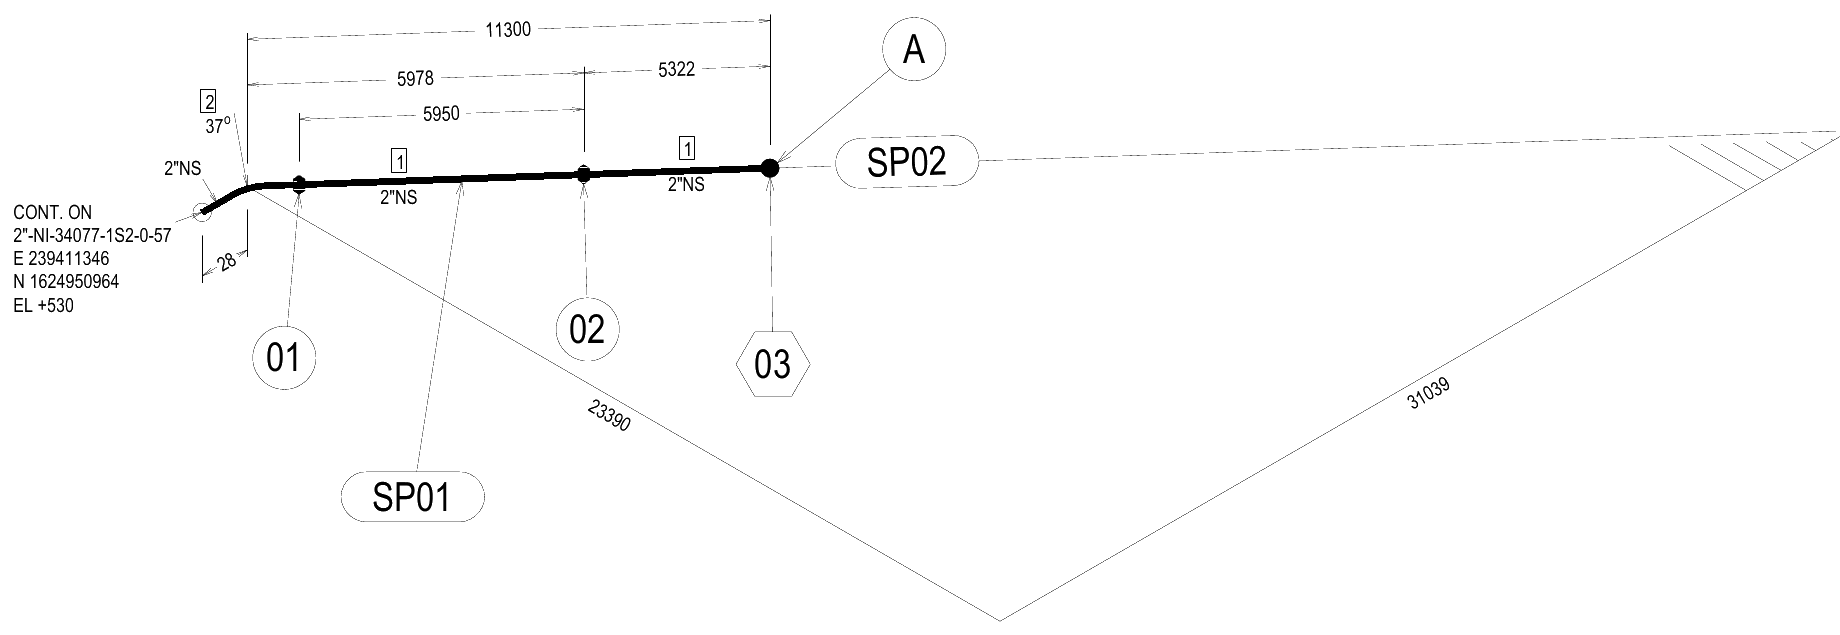 11300
A
5978
5322
2
5950
37°
1
1
SP02
2"NS
2"NS
2"NS
CONT. ON
2"-NI-34077-1S2-0-57
E 239411346
28
N 1624950964
EL +530
02
01
03
31039
23390
SP01